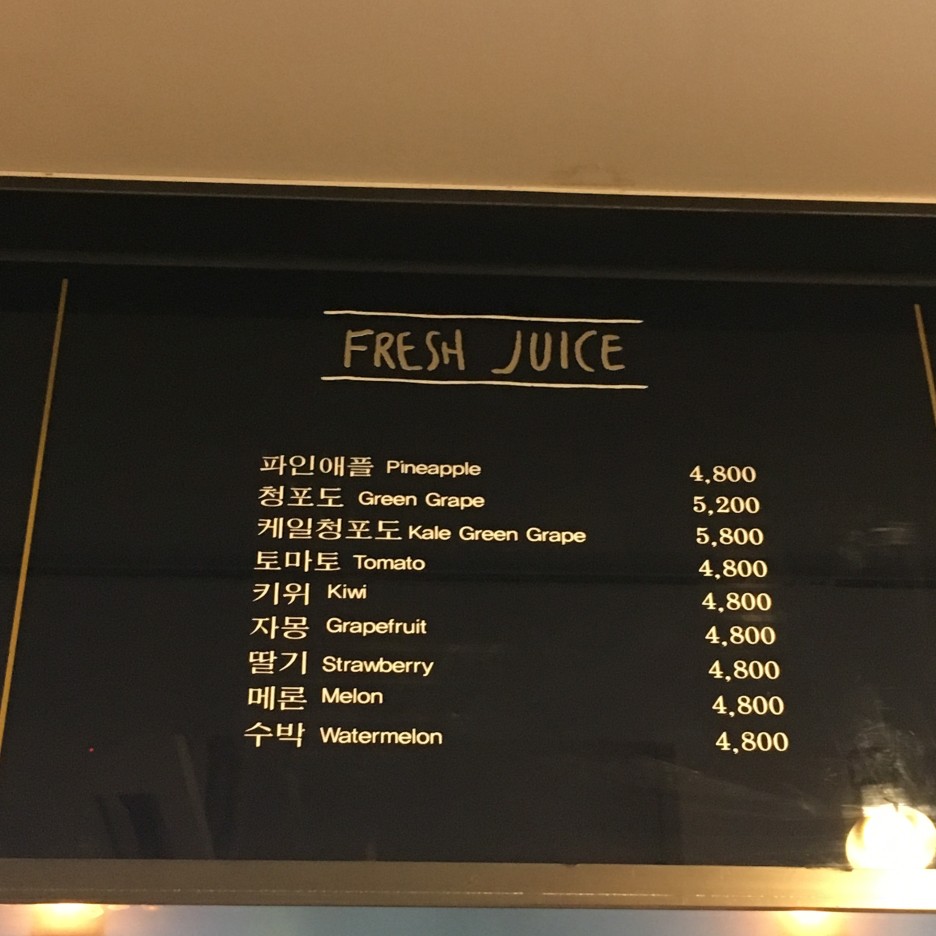 FRESH JUICE
파인애플 Pineapple 4,800
청포도 Green Grape 5,200
케일청포도 Kale Green Grape 5,800
토마토 Tomato 4,800
키위 Kiwi 4,800
자몽 Grapefruit 4,800
딸기 Strawberry 4,800
메론 Melon 4,800
수박 Watermelon 4,800